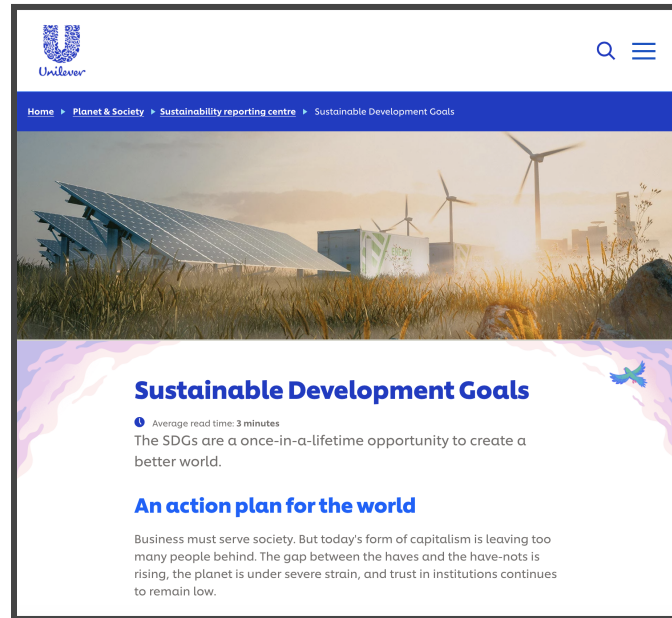 Unilever
Home Planet & Society Sustainability reporting centre Sustainable Development Goals
Sustainable Development Goals
Average read time: 3 minutes
The SDGs are a once-in-a-lifetime opportunity to create a
better world.
An action plan for the world
Business must serve society. But today's form of capitalism is leaving too
many people behind. The gap between the haves and the have-nots is
rising, the planet is under severe strain, and trust in institutions continues
to remain low.